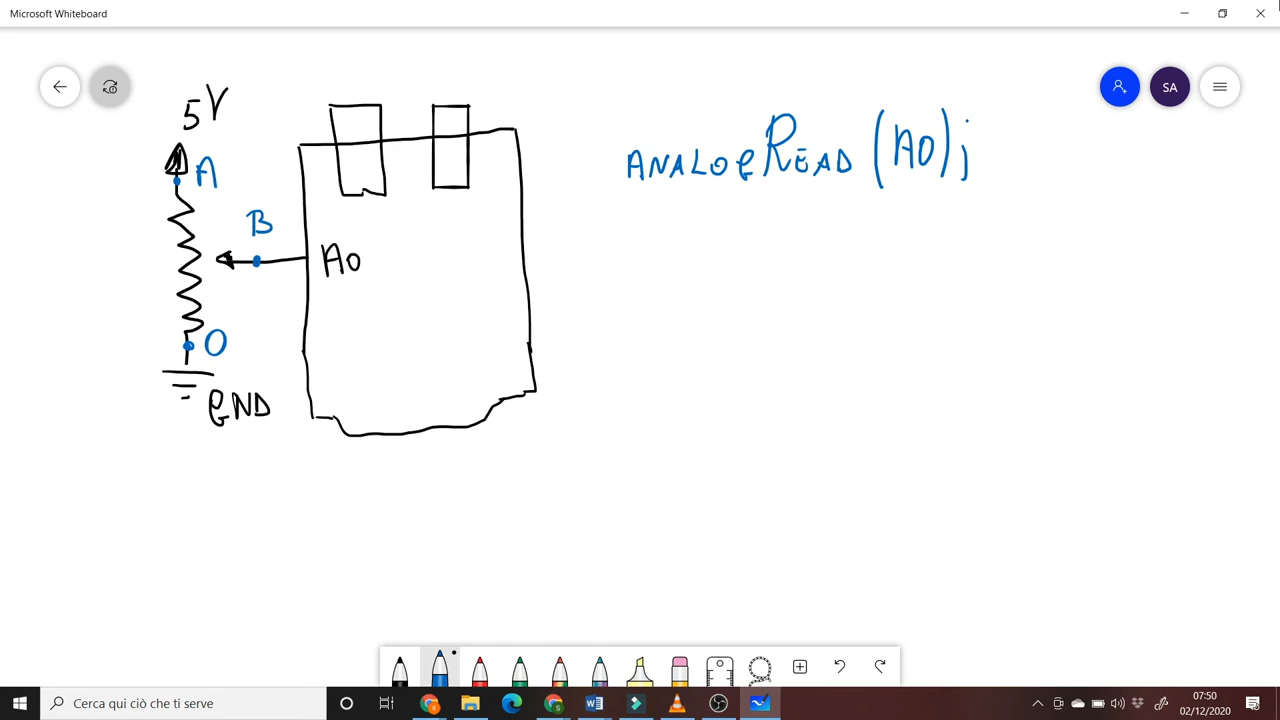 Microsoft Whiteboard
SA
5V
A
ANALOGREAD (A0);
B
A0
O
GND
Cerca qui ciò che ti serve
07:50
02/12/2020